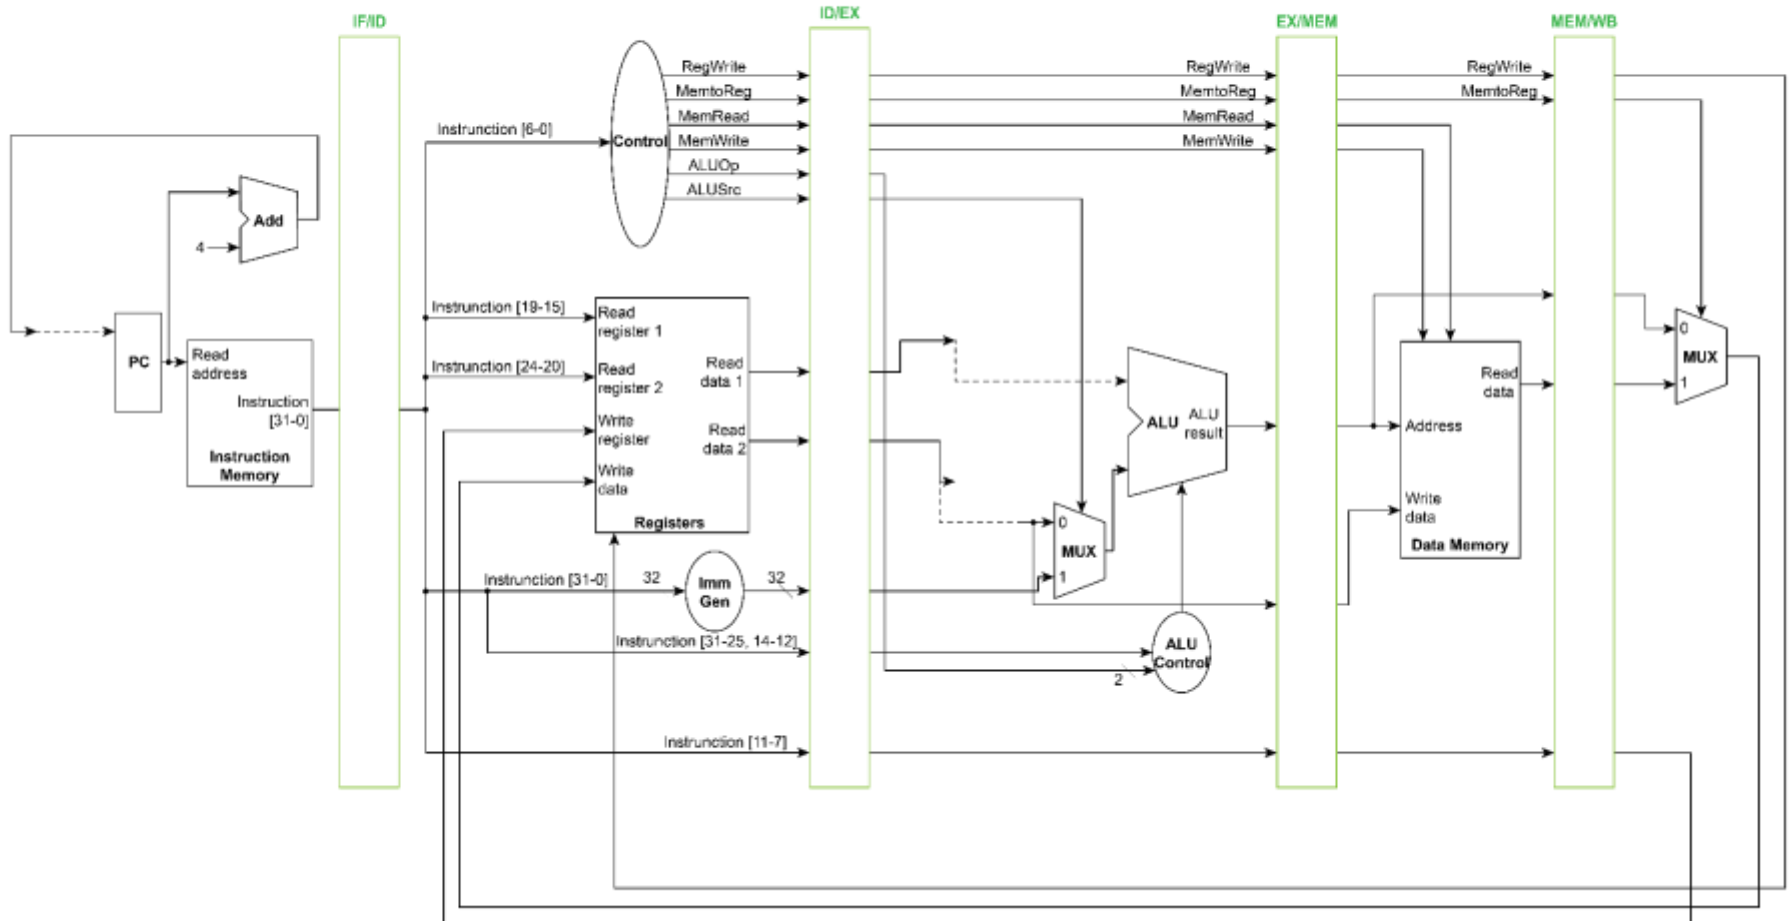 IF/ID
ID/EX
EX/MEM
MEM/WB
RegWrite
MemtoReg
MemRead
MemWrite
ALUOp
ALUSrc
Control
Instrunction [6-0]
RegWrite
MemtoReg
MemRead
MemWrite
RegWrite
MemtoReg
Add
4
PC
Read
address
Instruction
[31-0]
Instruction
Memory
Instrunction [19-15]
Instrunction [24-20]
Read
register 1
Read
register 2
Write
register
Write
data
Read
data 1
Read
data 2
Registers
Instrunction [31-0]
32
Imm
Gen
32
Instrunction [31-25, 14-12]
Instrunction [11-7]
0
MUX
1
ALU
ALU
result
ALU
Control
2
Address
Write
data
Read
data
Data Memory
0
MUX
1